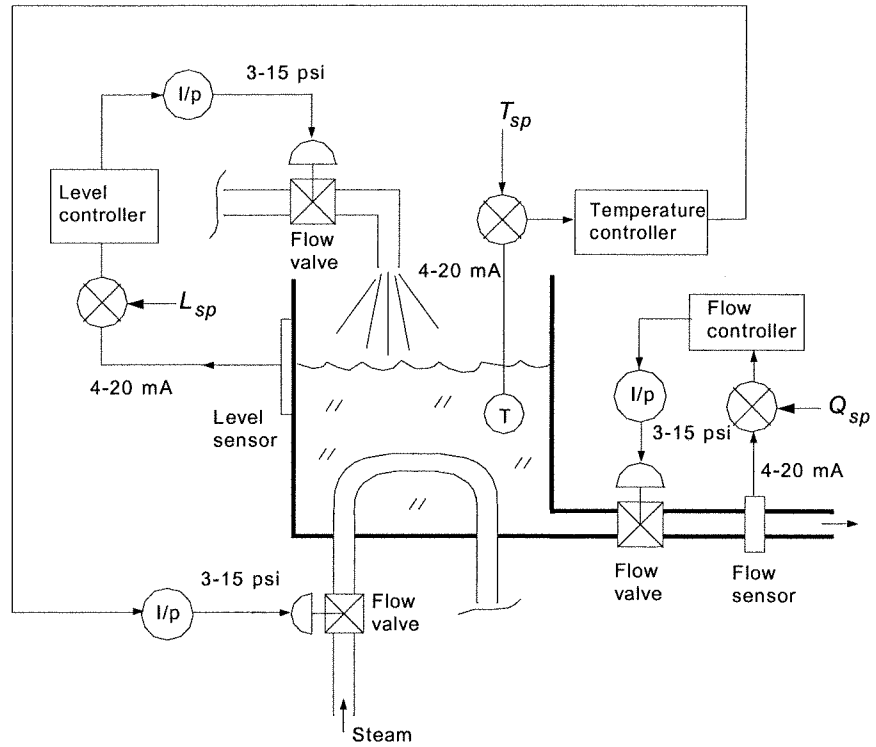 3-15 psi
I/p
T_sp
Level
controller
Temperature
controller
Flow
valve
4-20 mA
L_sp
Flow
controller
4-20 mA
I/p
Q_sp
Level
sensor
T
3-15 psi
4-20 mA
3-15 psi
Flow
valve
Flow
sensor
I/p
Flow
valve
Steam